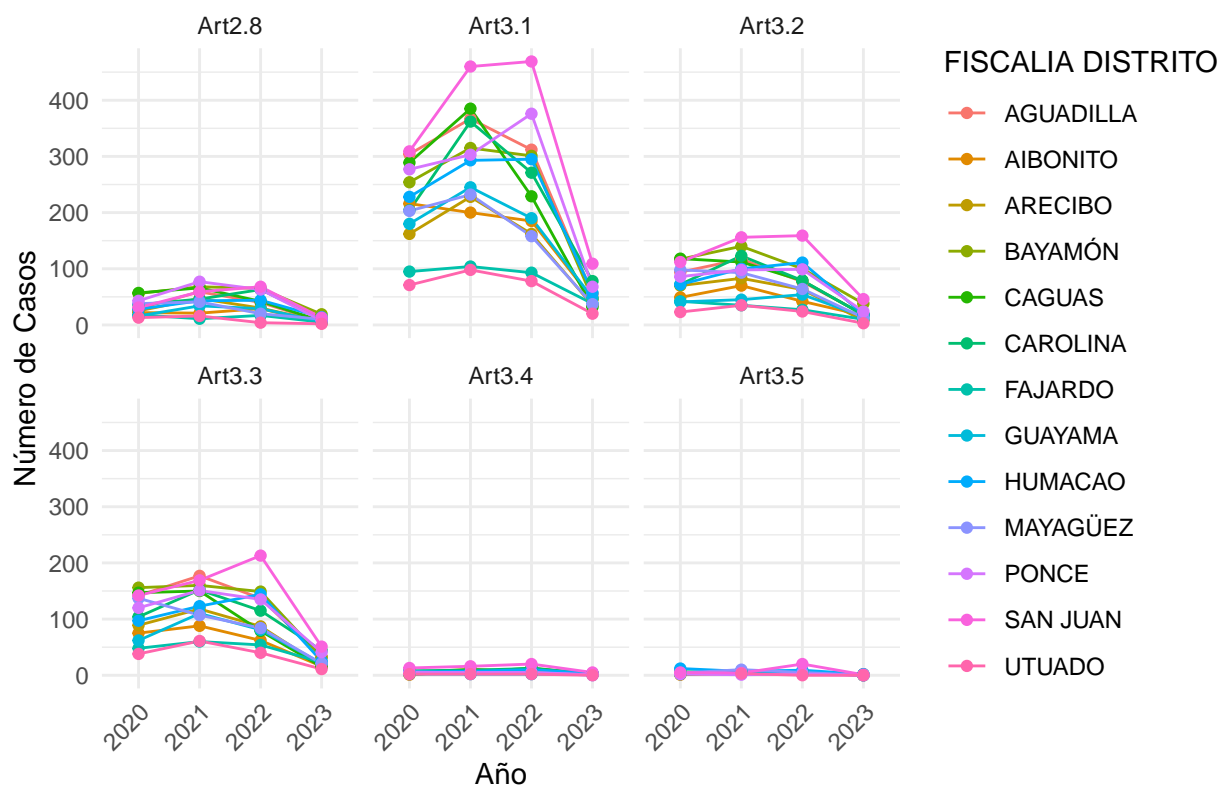 Art2.8
Art3.1
Art3.2
Art3.3
Art3.4
Art3.5
Número de Casos
400
300
200
100
0
400
300
200
100
0
2020
2021
2022
2023
2020
2021
2022
2023
2020
2021
2022
2023
Año
FISCALIA DISTRITO
AGUADILLA
AIBONITO
ARECIBO
BAYAMÓN
CAGUAS
CAROLINA
FAJARDO
GUAYAMA
HUMACAO
MAYAGÜEZ
PONCE
SAN JUAN
UTUADO